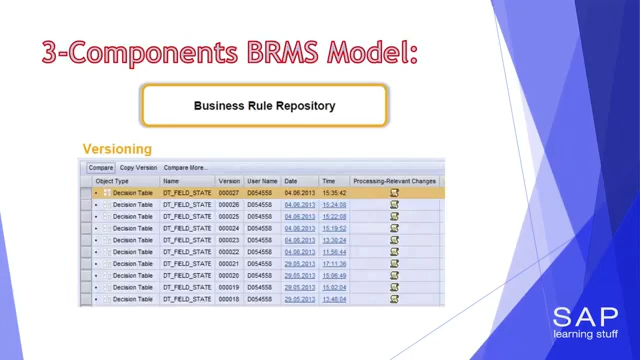 3-Components BRMS Model:
Business Rule Repository
Versioning
Compare Copy Version Compare More...
Object Type Name Version User Name Date Time Processing-Relevant Changes
Decision Table DT_FIELD_STATE 000027 D054558 04.06.2013 15:35:42
Decision Table DT_FIELD_STATE 000026 D054558 04.06.2013 15:24:08
Decision Table DT_FIELD_STATE 000025 D054558 04.06.2013 15:22:08
Decision Table DT_FIELD_STATE 000024 D054558 04.06.2013 15:19:52
Decision Table DT_FIELD_STATE 000023 D054558 04.06.2013 13:30:24
Decision Table DT_FIELD_STATE 000022 D054558 04.06.2013 11:56:44
Decision Table DT_FIELD_STATE 000021 D054558 29.05.2013 17:11:36
Decision Table DT_FIELD_STATE 000020 D054558 29.05.2013 15:06:49
Decision Table DT_FIELD_STATE 000019 D054558 29.05.2013 15:02:04
Decision Table DT_FIELD_STATE 000018 D054558 29.05.2013 13:46:04
SAP
learning stuff